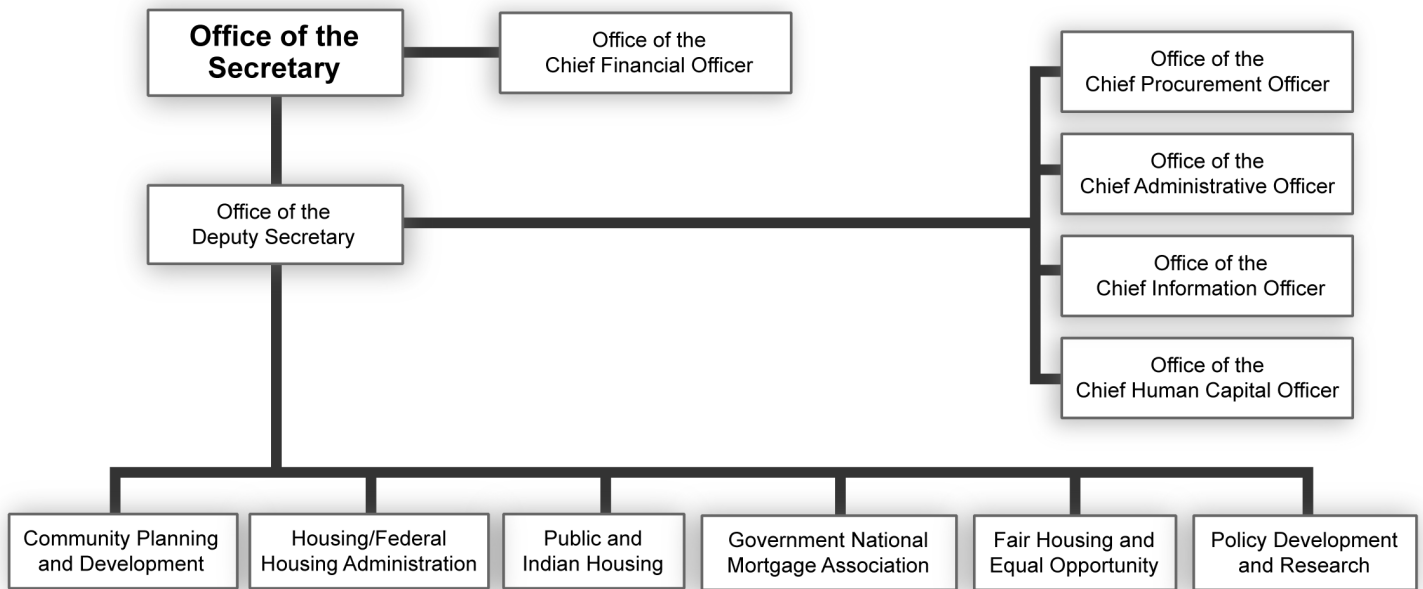 Office of the
Secretary
Office of the
Chief Financial Officer
Office of the
Chief Procurement Officer
Office of the
Chief Administrative Officer
Office of the
Deputy Secretary
Office of the
Chief Information Officer
Office of the
Chief Human Capital Officer
Community Planning
and Development
Housing/Federal
Housing Administration
Public and
Indian Housing
Government National
Mortgage Association
Fair Housing and
Equal Opportunity
Policy Development
and Research